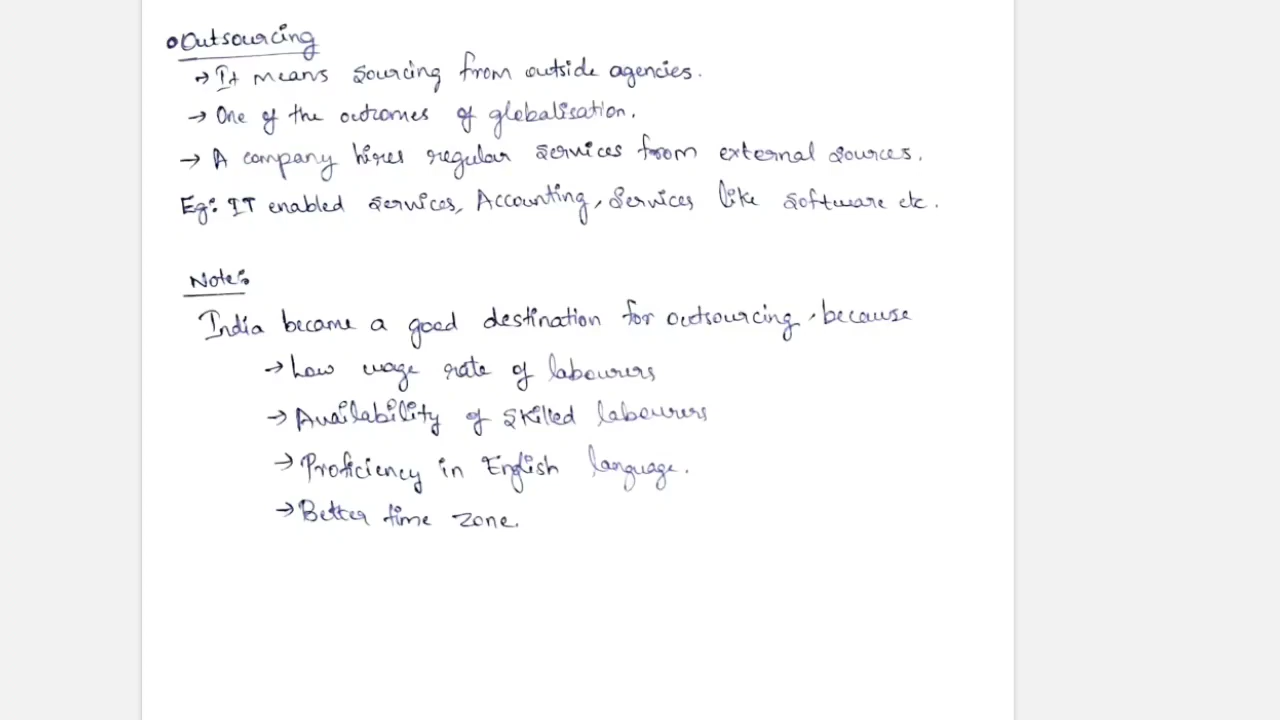 •Outsourcing
→ It means sourcing from outside agencies.
→ One of the outcomes of globalisation.
→ A company hires regular services from external sources.
Eg: IT enabled services, Accounting, Services like software etc.
Note:
India became a good destination for outsourcing, because
→ Low wage rate of labourers
→ Availability of skilled labourers
→ Proficiency in English language.
→ Better time zone.